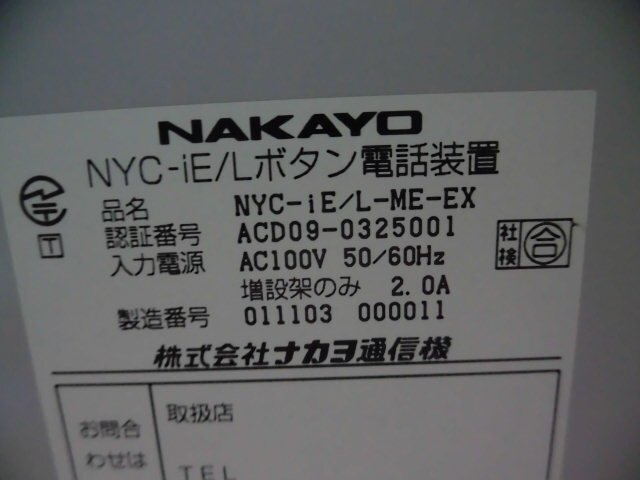 NAKAYO
NYC-iE/Lボタン電話装置
品名 NYC-iE/L-ME-EX
認証番号 ACD09-0325001
入力電源 AC100V 50/60Hz
増設架のみ 2.0A
製造番号 011103 000011
T
社検 合
株式会社ナカヨ通信機
お問合わせは
取扱店
TEL